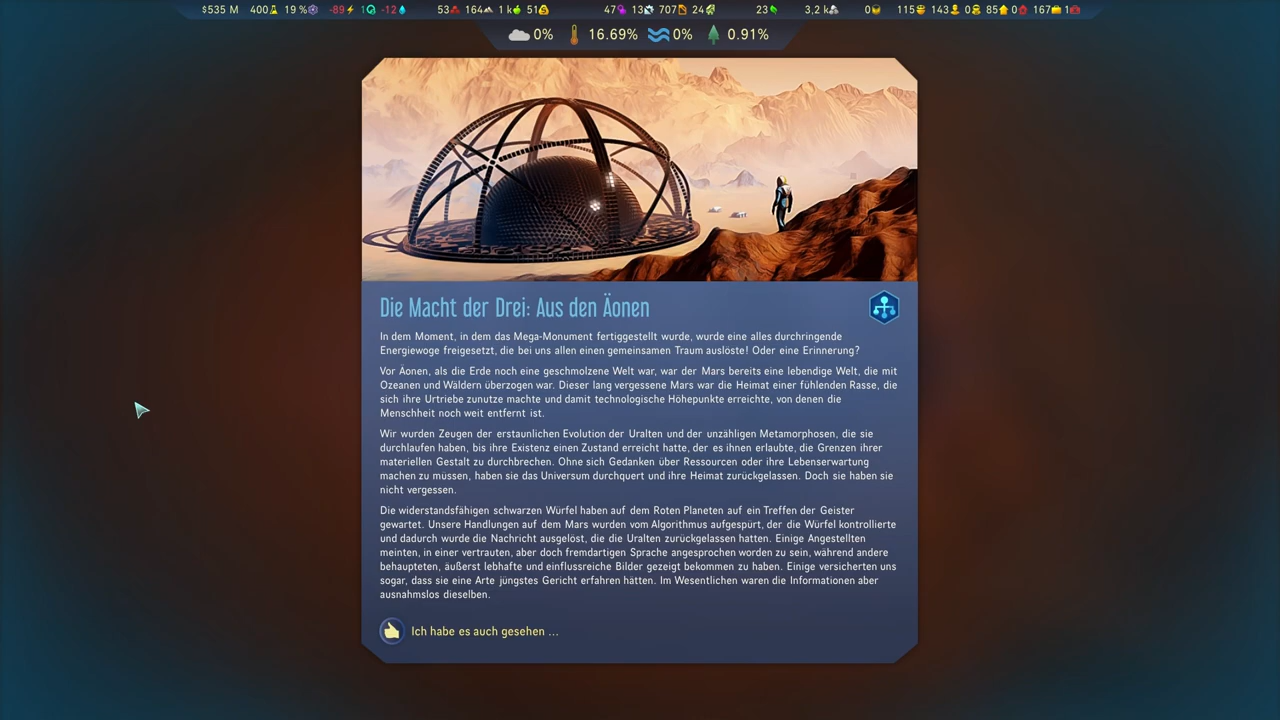 $535 M 400 19 % -89 1 -12 53 164 1 k 51 47 13 707 24 23 3,2 k 0 115 143 0 85 0 167 1
0% 16.69% 0% 0.91%
Die Macht der Drei: Aus den Äonen
In dem Moment, in dem das Mega-Monument fertiggestellt wurde, wurde eine alles durchringende
Energiewoge freigesetzt, die bei uns allen einen gemeinsamen Traum auslöste! Oder eine Erinnerung?
Vor Äonen, als die Erde noch eine geschmolzene Welt war, war der Mars bereits eine lebendige Welt, die mit
Ozeanen und Wäldern überzogen war. Dieser lang vergessene Mars war die Heimat einer fühlenden Rasse, die
sich ihre Urtriebe zunutze machte und damit technologische Höhepunkte erreichte, von denen die
Menschheit noch weit entfernt ist.
Wir wurden Zeugen der erstaunlichen Evolution der Uralten und der unzähligen Metamorphosen, die sie
durchlaufen haben, bis ihre Existenz einen Zustand erreicht hatte, der es ihnen erlaubte, die Grenzen ihrer
materiellen Gestalt zu durchbrechen. Ohne sich Gedanken über Ressourcen oder ihre Lebenserwartung
machen zu müssen, haben sie das Universum durchquert und ihre Heimat zurückgelassen. Doch sie haben sie
nicht vergessen.
Die widerstandsfähigen schwarzen Würfel haben auf dem Roten Planeten auf ein Treffen der Geister
gewartet. Unsere Handlungen auf dem Mars wurden vom Algorithmus aufgespürt, der die Würfel kontrollierte
und dadurch wurde die Nachricht ausgelöst, die die Uralten zurückgelassen hatten. Einige Angestellten
meinten, in einer vertrauten, aber doch fremdartigen Sprache angesprochen worden zu sein, während andere
behaupteten, äußerst lebhafte und einflussreiche Bilder gezeigt bekommen zu haben. Einige versicherten uns
sogar, dass sie eine Arte jüngstes Gericht erfahren hätten. Im Wesentlichen waren die Informationen aber
ausnahmslos dieselben.
Ich habe es auch gesehen ...